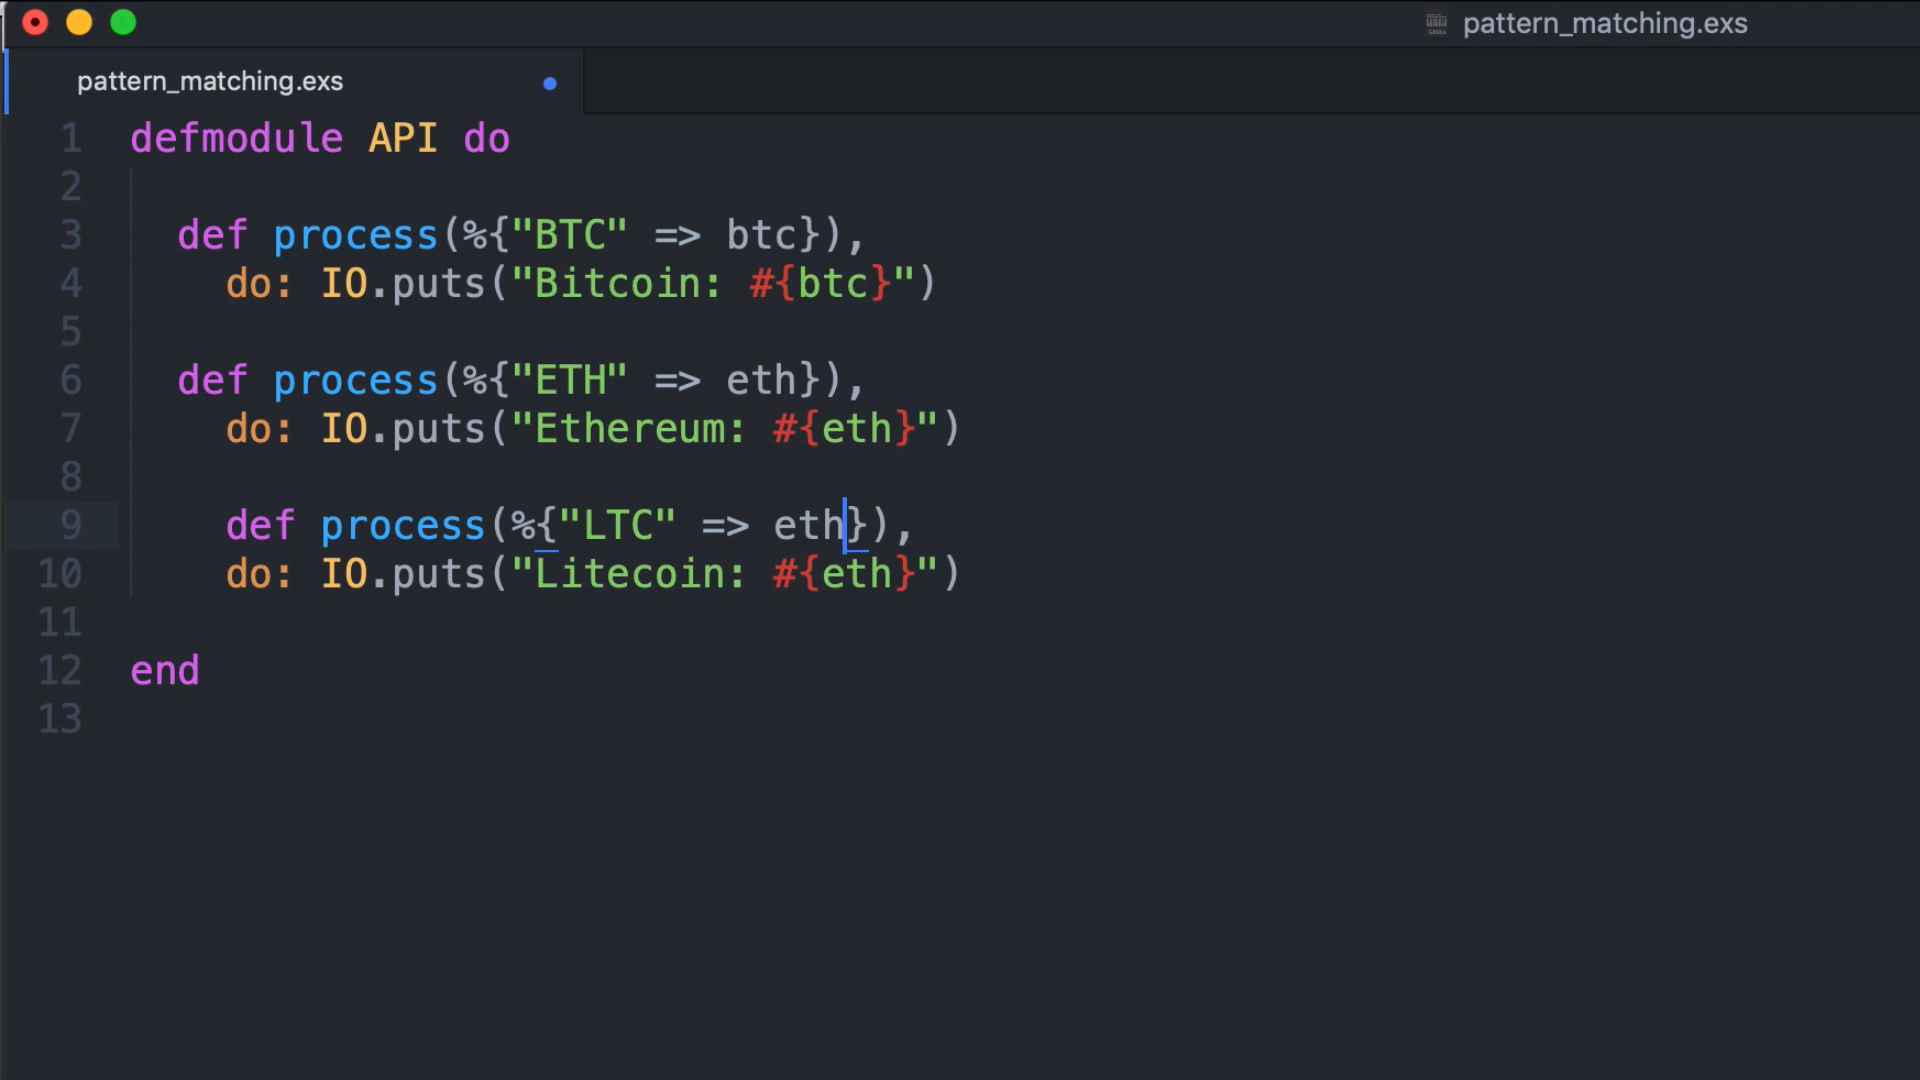 pattern_matching.exs
pattern_matching.exs
1 defmodule API do
2
3   def process(%{"BTC" => btc}),
4     do: IO.puts("Bitcoin: #{btc}")
5
6   def process(%{"ETH" => eth}),
7     do: IO.puts("Ethereum: #{eth}")
8
9     def process(%{"LTC" => eth}),
10     do: IO.puts("Litecoin: #{eth}")
11
12 end
13